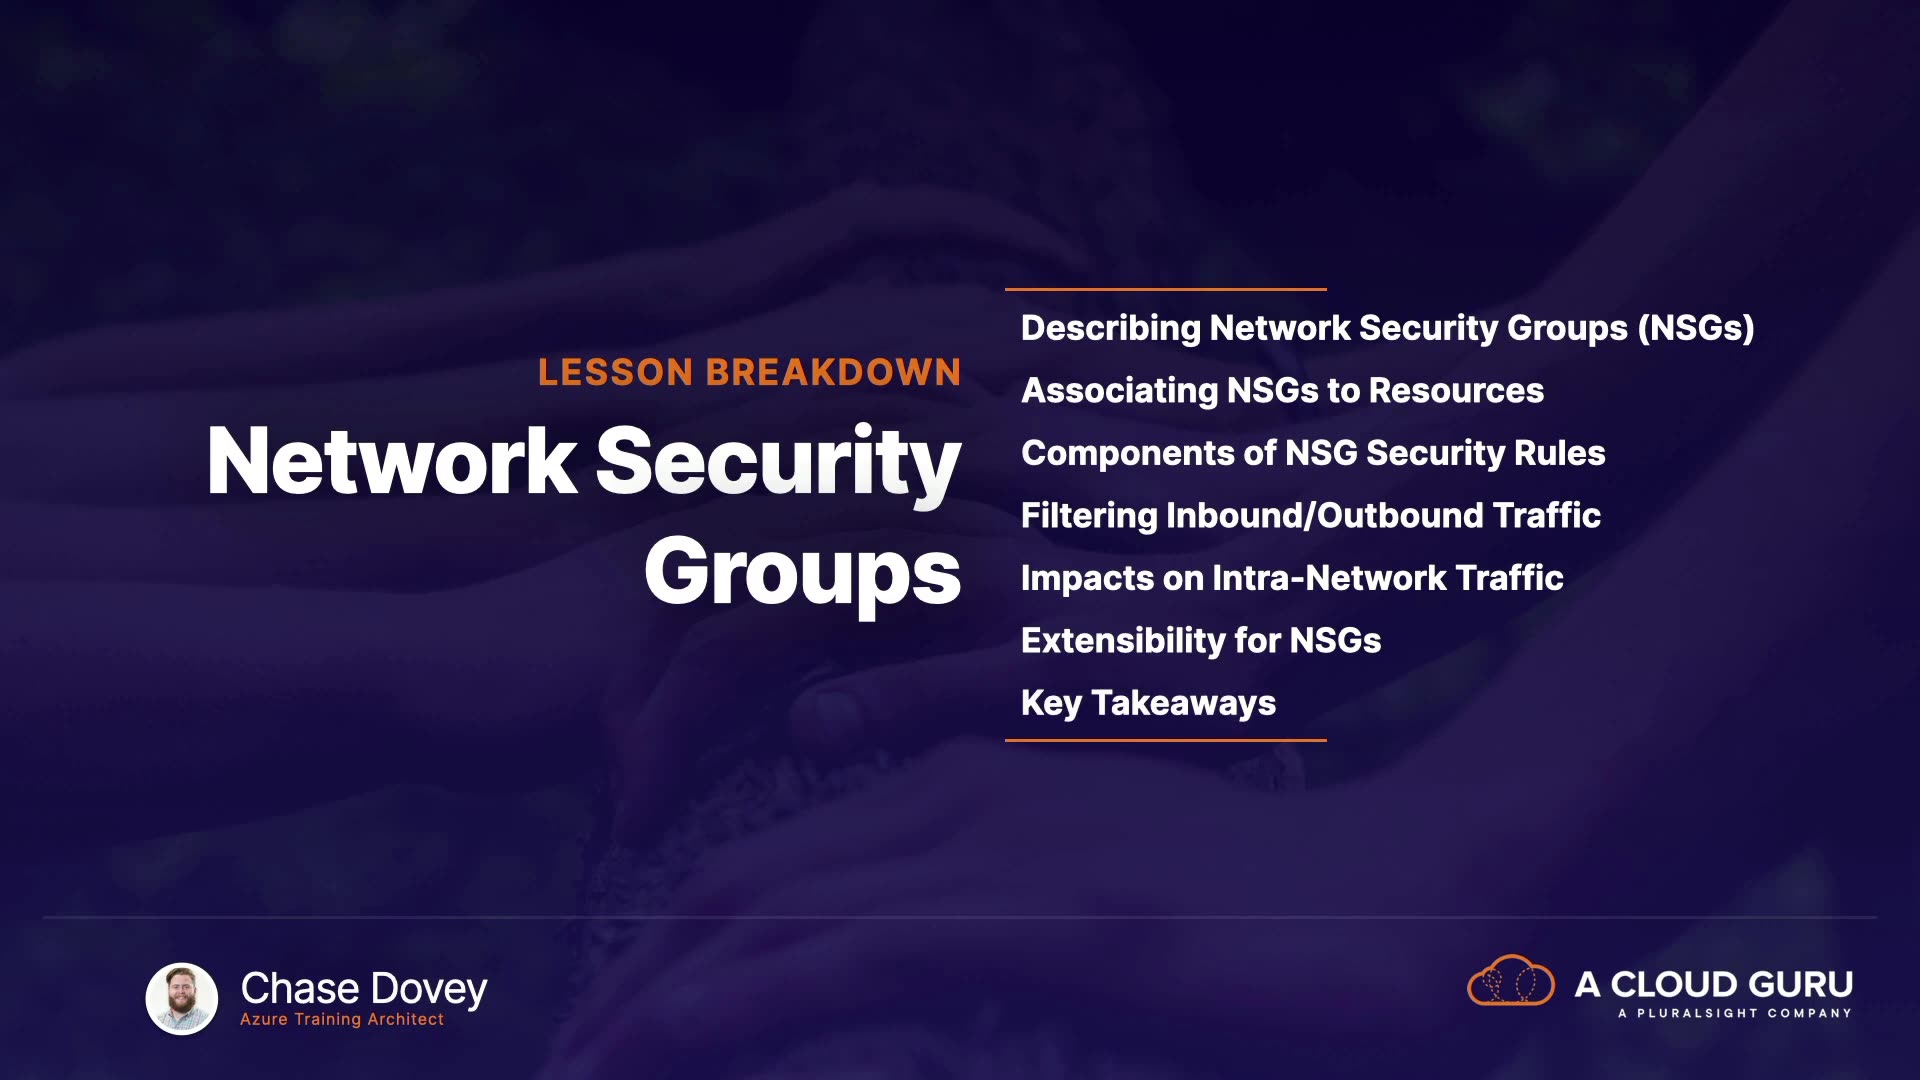 LESSON BREAKDOWN
Network Security
Groups
Describing Network Security Groups (NSGs)
Associating NSGs to Resources
Components of NSG Security Rules
Filtering Inbound/Outbound Traffic
Impacts on Intra-Network Traffic
Extensibility for NSGs
Key Takeaways
Chase Dovey
Azure Training Architect
A CLOUD GURU
A PLURALSIGHT COMPANY